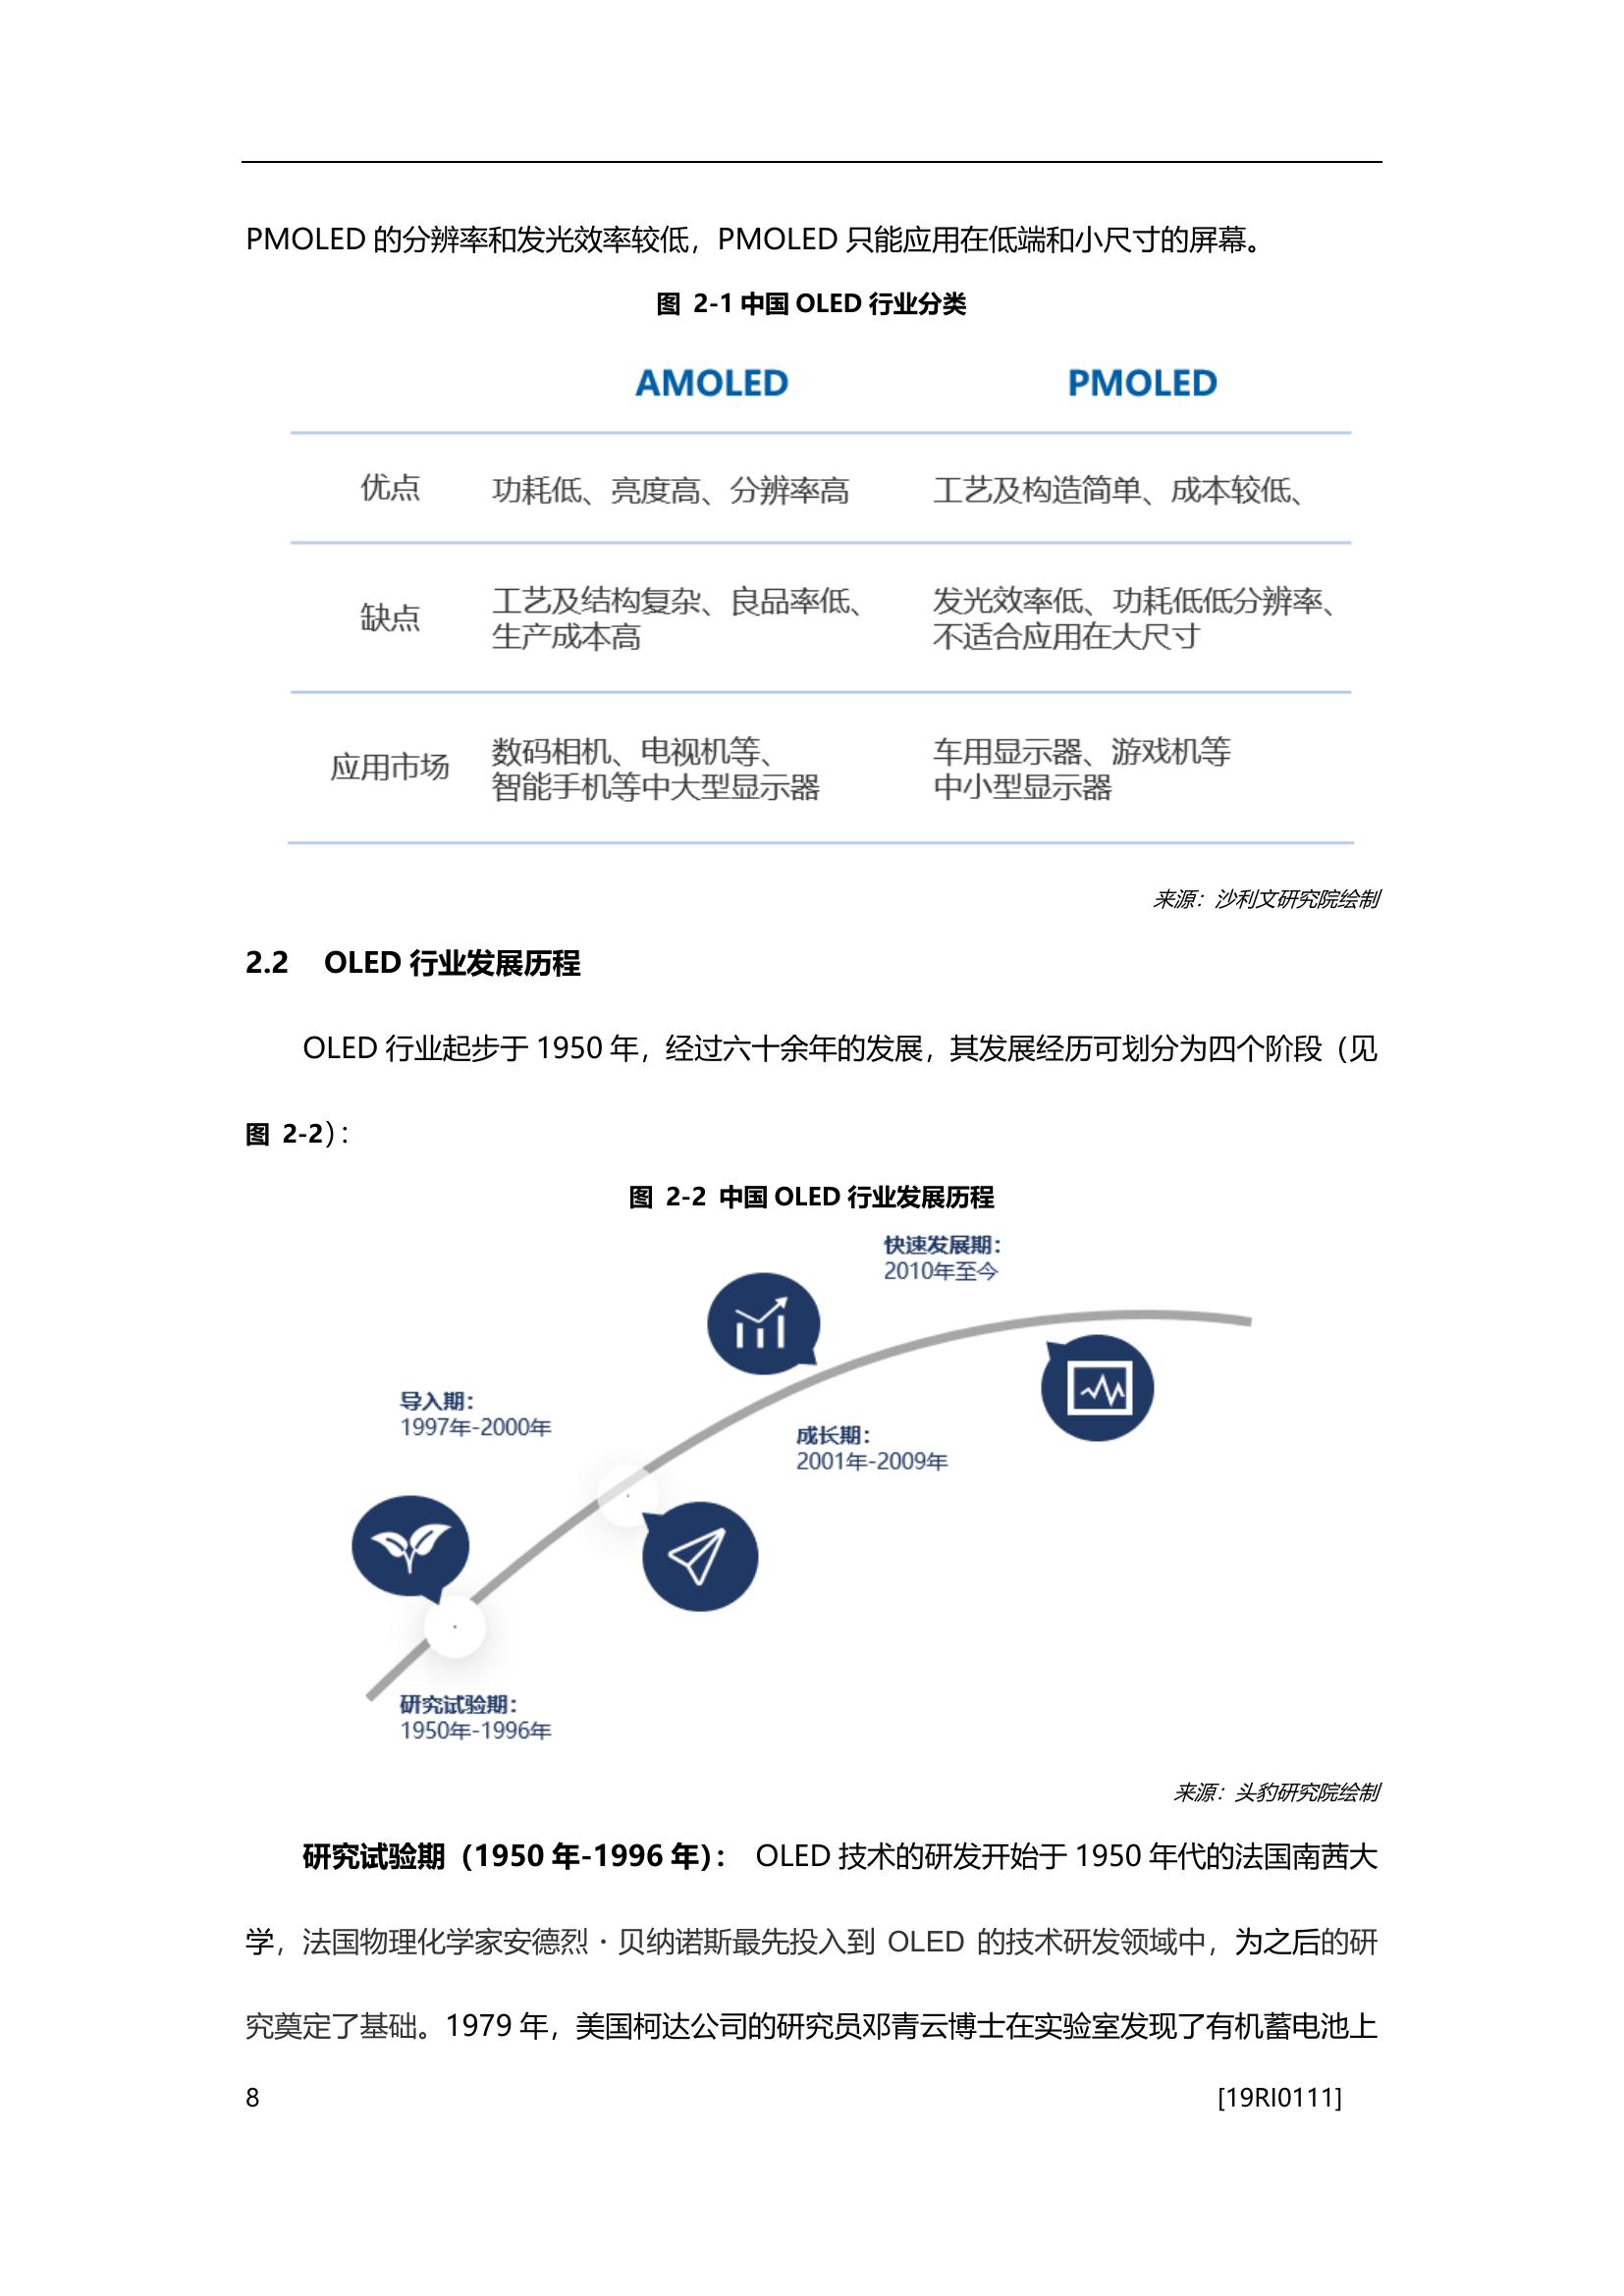 PMOLED 的分辨率和发光效率较低，PMOLED 只能应用在低端和小尺寸的屏幕。
图 2-1 中国 OLED 行业分类
AMOLED PMOLED
优点 功耗低、亮度高、分辨率高 工艺及构造简单、成本较低、
缺点
工艺及结构复杂、良品率低、
生产成本高
发光效率低、功耗低低分辨率、
不适合应用在大尺寸
应用市场
数码相机、电视机等、
智能手机等中大型显示器
车用显示器、游戏机等
中小型显示器
来源：沙利文研究院绘制
2.2 OLED 行业发展历程
OLED 行业起步于 1950 年，经过六十余年的发展，其发展经历可划分为四个阶段（见
图 2-2）：
图 2-2 中国 OLED 行业发展历程
快速发展期：
2010年至今
导入期：
1997年-2000年
成长期：
2001年-2009年
研究试验期：
1950年-1996年
来源：头豹研究院绘制
研究试验期（1950 年-1996 年）： OLED 技术的研发开始于 1950 年代的法国南茜大
学，法国物理化学家安德烈·贝纳诺斯最先投入到 OLED 的技术研发领域中，为之后的研
究奠定了基础。1979 年，美国柯达公司的研究员邓青云博士在实验室发现了有机蓄电池上
8 [19RI0111]